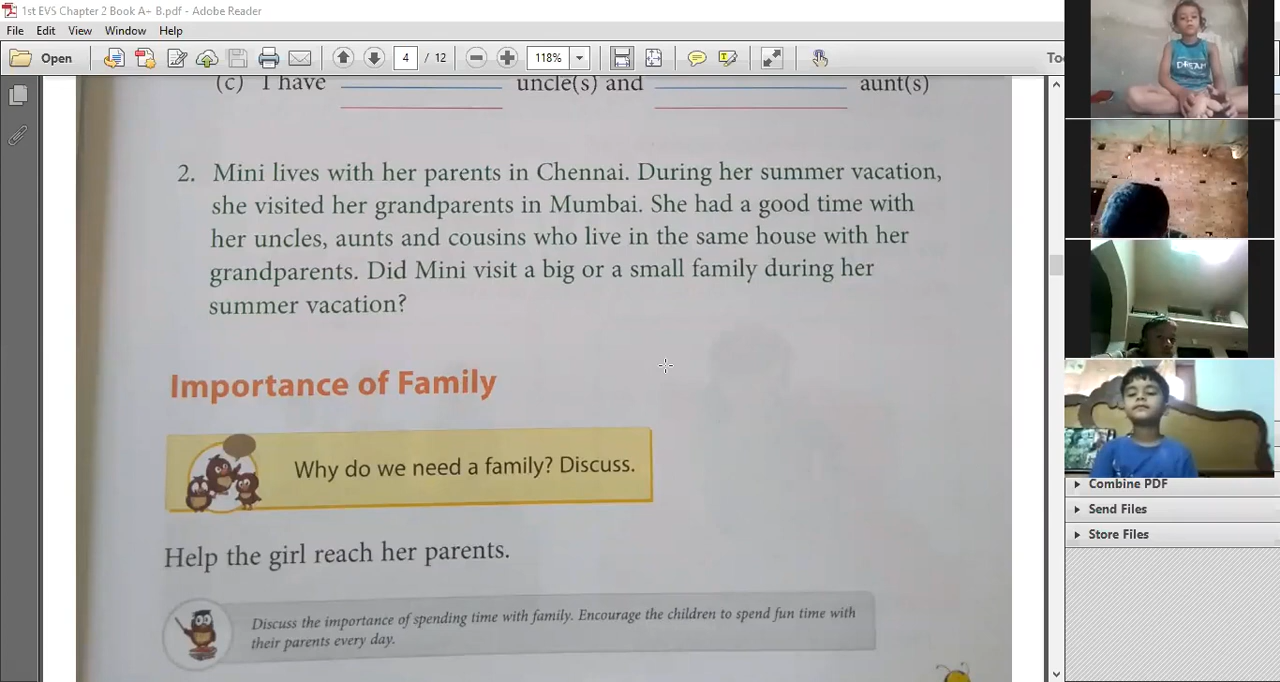 1st EVS Chapter 2 Book A+ B.pdf - Adobe Reader
File Edit View Window Help
Open 4 / 12 118%
(c) I have uncle(s) and aunt(s)
2. Mini lives with her parents in Chennai. During her summer vacation,
she visited her grandparents in Mumbai. She had a good time with
her uncles, aunts and cousins who live in the same house with her
grandparents. Did Mini visit a big or a small family during her
summer vacation?
Importance of Family
Why do we need a family? Discuss.
Help the girl reach her parents.
Discuss the importance of spending time with family. Encourage the children to spend fun time with
their parents every day.
DREAM
Combine PDF
Send Files
Store Files